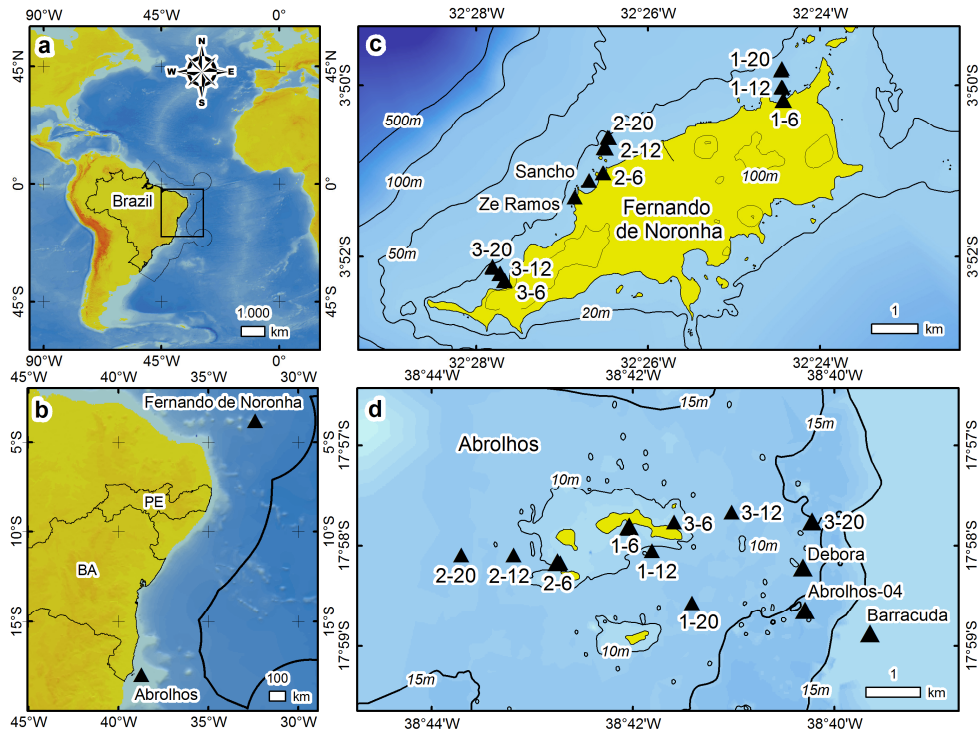 90°W 45°W 0°
a
N
W E
S
45°N
0°
45°S
Brazil
1.000
km
90°W 45°W 0°
32°28'W 32°26'W 32°24'W
c
3°50'S
3°52'S
500m
100m
50m
20m
100m
1-20
1-12
1-6
2-20
2-12
2-6
Sancho
Ze Ramos
Fernando
de Noronha
3-20
3-12
3-6
1
km
32°28'W 32°26'W 32°24'W
45°W 40°W 35°W 30°W
b
Fernando de Noronha
5°S
10°S
15°S
PE
BA
Abrolhos
100
km
5°S
10°S
15°S
45°W 40°W 35°W 30°W
38°44'W 38°42'W 38°40'W
d
15m
15m
Abrolhos
10m
17°57'S
17°58'S
17°59'S
3-12
3-6
3-20
1-6
10m
1-12
Debora
2-20
2-12
2-6
Abrolhos-04
1-20
Barracuda
10m
15m
15m
1
km
17°57'S
17°58'S
17°59'S
38°44'W 38°42'W 38°40'W